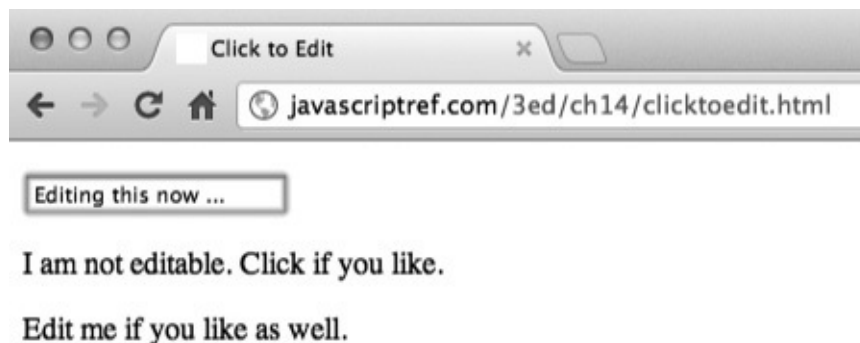 Click to Edit
javascriptref.com/3ed/ch14/clicktoedit.html
Editing this now ...
I am not editable. Click if you like.
Edit me if you like as well.